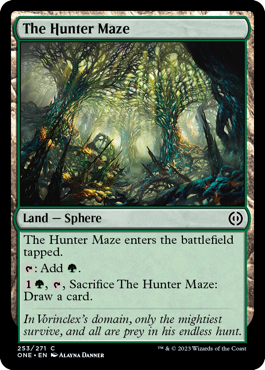 The Hunter Maze
Land — Sphere
The Hunter Maze enters the battlefield
tapped.
: Add .
1, , Sacrifice The Hunter Maze:
Draw a card.
In Vorinclex's domain, only the mightiest
survive, and all are prey in his endless hunt.
253/271 C
ONE • EN Alayna Danner
™ & © 2023 Wizards of the Coast